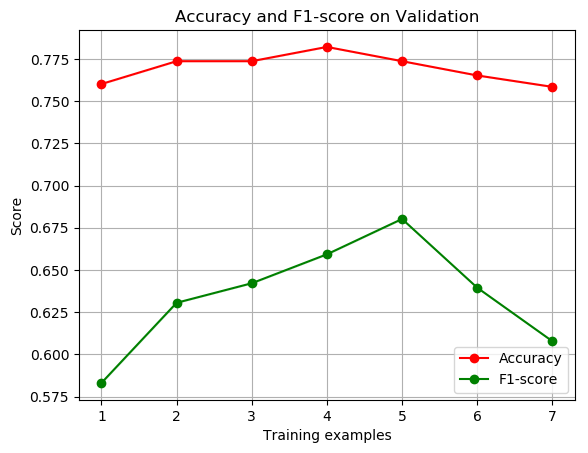 Accuracy and F1-score on Validation
0.775
0.750
0.725
0.700
0.675
0.650
0.625
0.600
0.575
Score
1 2 3 4 5 6 7
Training examples
Accuracy
F1-score